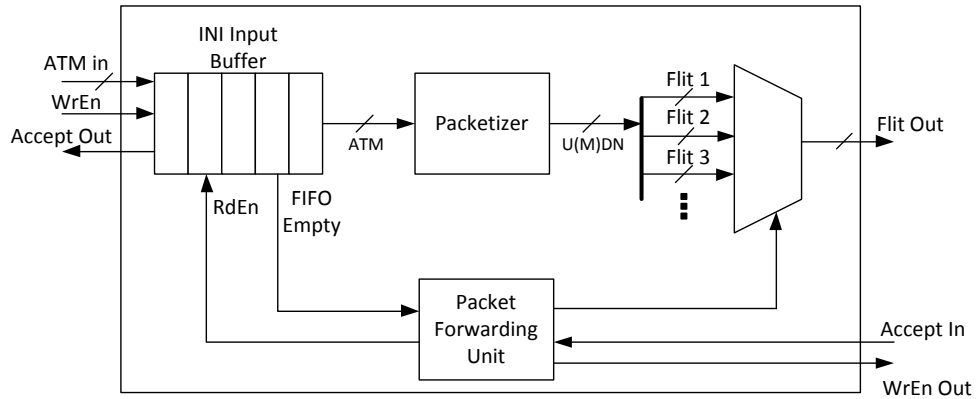 INI Input
Buffer
ATM in
WrEn
Accept Out
ATM
Packetizer
U(M)DN
Flit 1
Flit 2
Flit 3
Flit Out
RdEn
FIFO
Empty
Packet
Forwarding
Unit
Accept In
WrEn Out